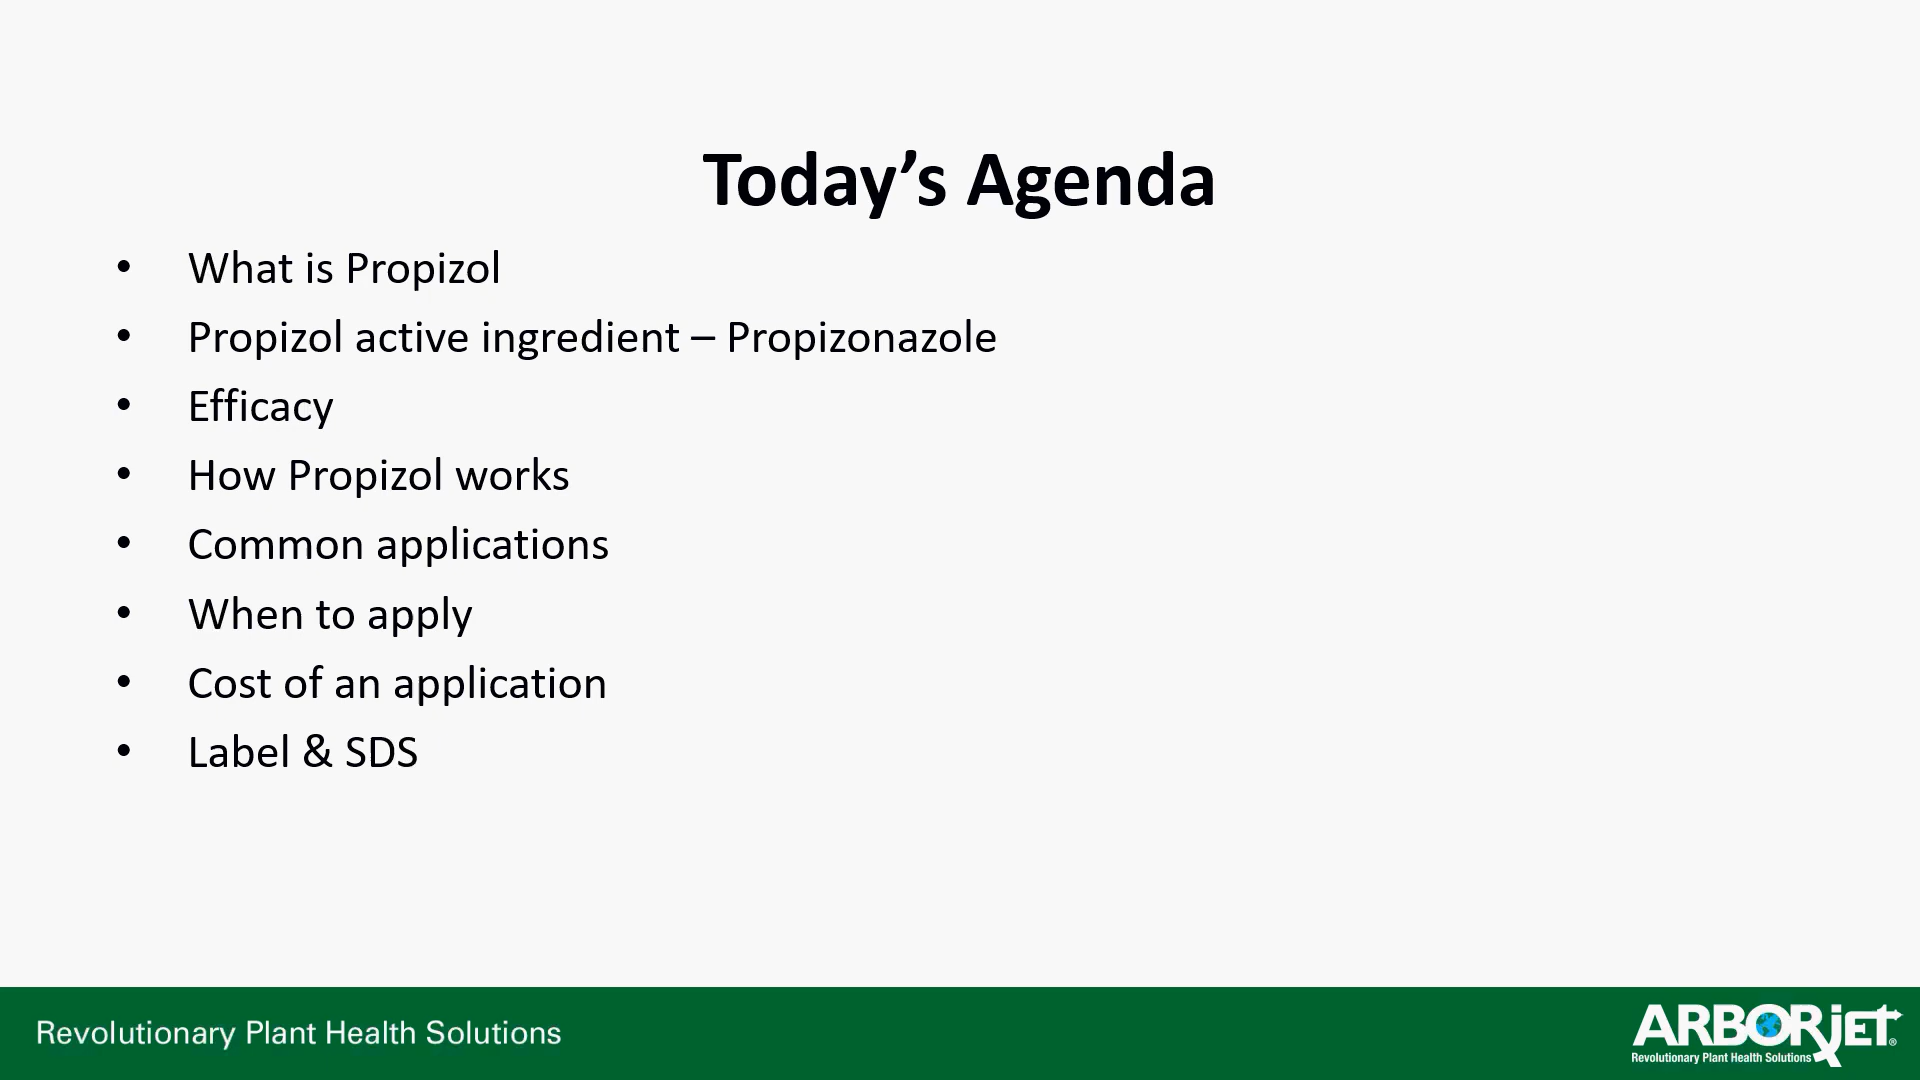 Today’s Agenda
• What is Propizol
• Propizol active ingredient – Propizonazole
• Efficacy
• How Propizol works
• Common applications
• When to apply
• Cost of an application
• Label & SDS
Revolutionary Plant Health Solutions
ARBORjET®
Revolutionary Plant Health Solutions